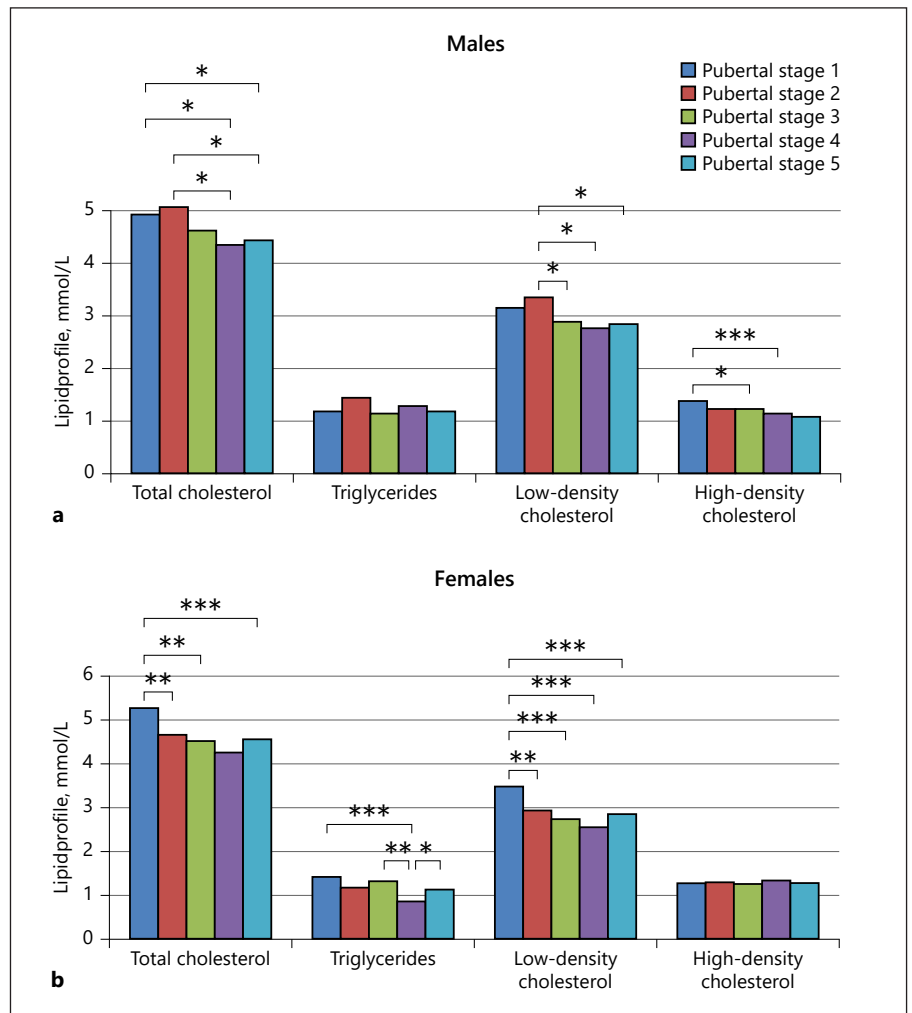 Males
Pubertal stage 1
Pubertal stage 2
Pubertal stage 3
Pubertal stage 4
Pubertal stage 5
*
*
*
*
*
*
*
***
*
Lipidprofile, mmol/L
5
4
3
2
1
0
Total cholesterol
Triglycerides
Low-density
cholesterol
High-density
cholesterol
a
Females
***
**
**
***
** *
***
***
***
**
Lipidprofile, mmol/L
6
5
4
3
2
1
0
Total cholesterol
Triglycerides
Low-density
cholesterol
High-density
cholesterol
b